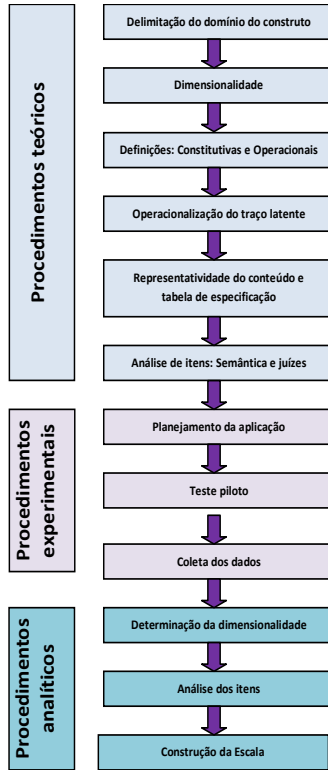 Procedimentos teóricos
Delimitação do domínio do construto
Dimensionalidade
Definições: Constitutivas e Operacionais
Operacionalização do traço latente
Representatividade do conteúdo e
tabela de especificação
Análise de itens: Semântica e juízes
Procedimentos
experimentais
Planejamento da aplicação
Teste piloto
Coleta dos dados
Procedimentos
analíticos
Determinação da dimensionalidade
Análise dos itens
Construção da Escala